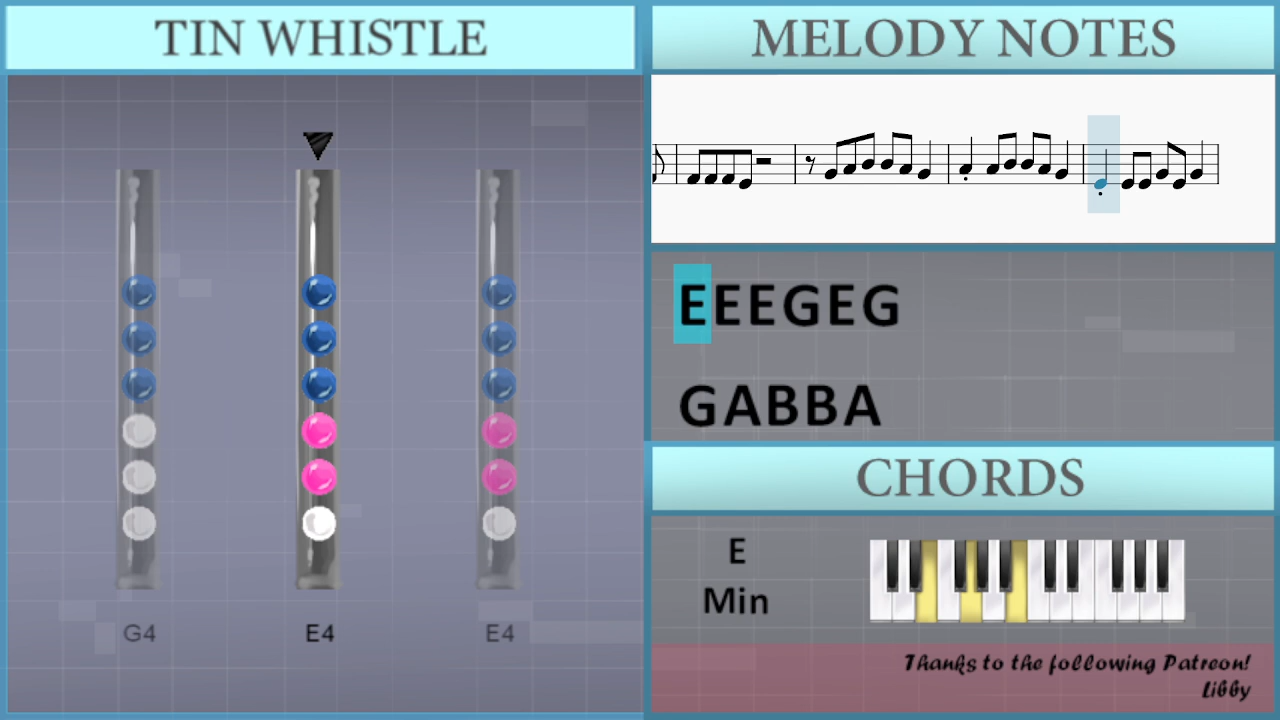 TIN WHISTLE
G4
E4
E4
MELODY NOTES
EEEGEG
GABBA
CHORDS
E
Min
Thanks to the following Patreon!
Libby